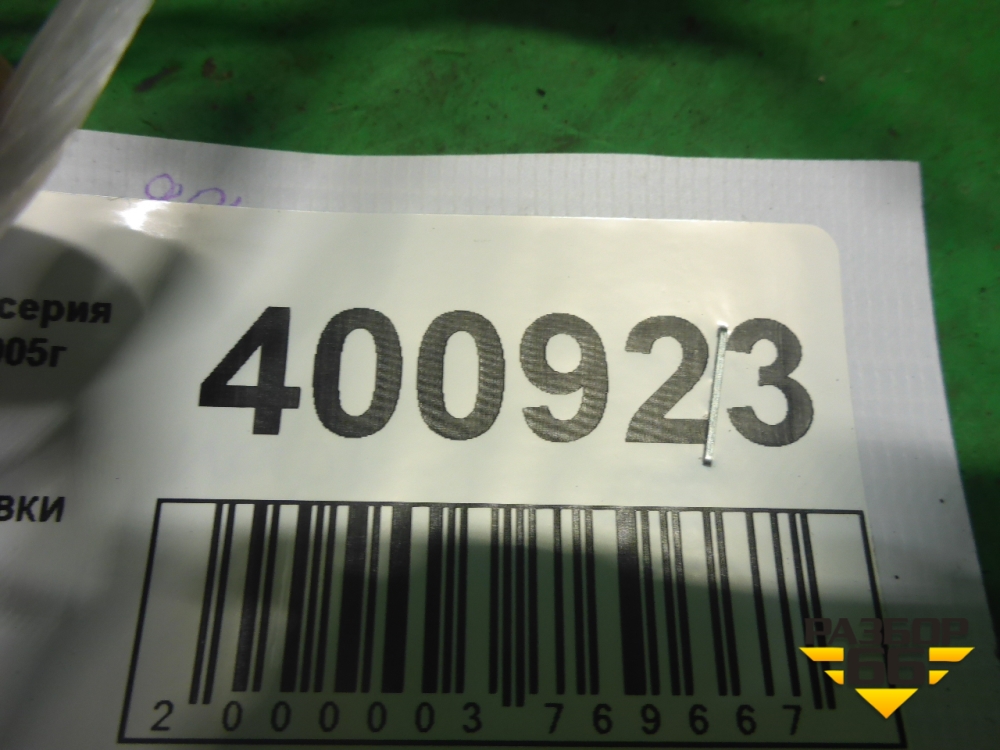 серия
005г
400923
вки
2 000003 769667
РАЗБОР
66